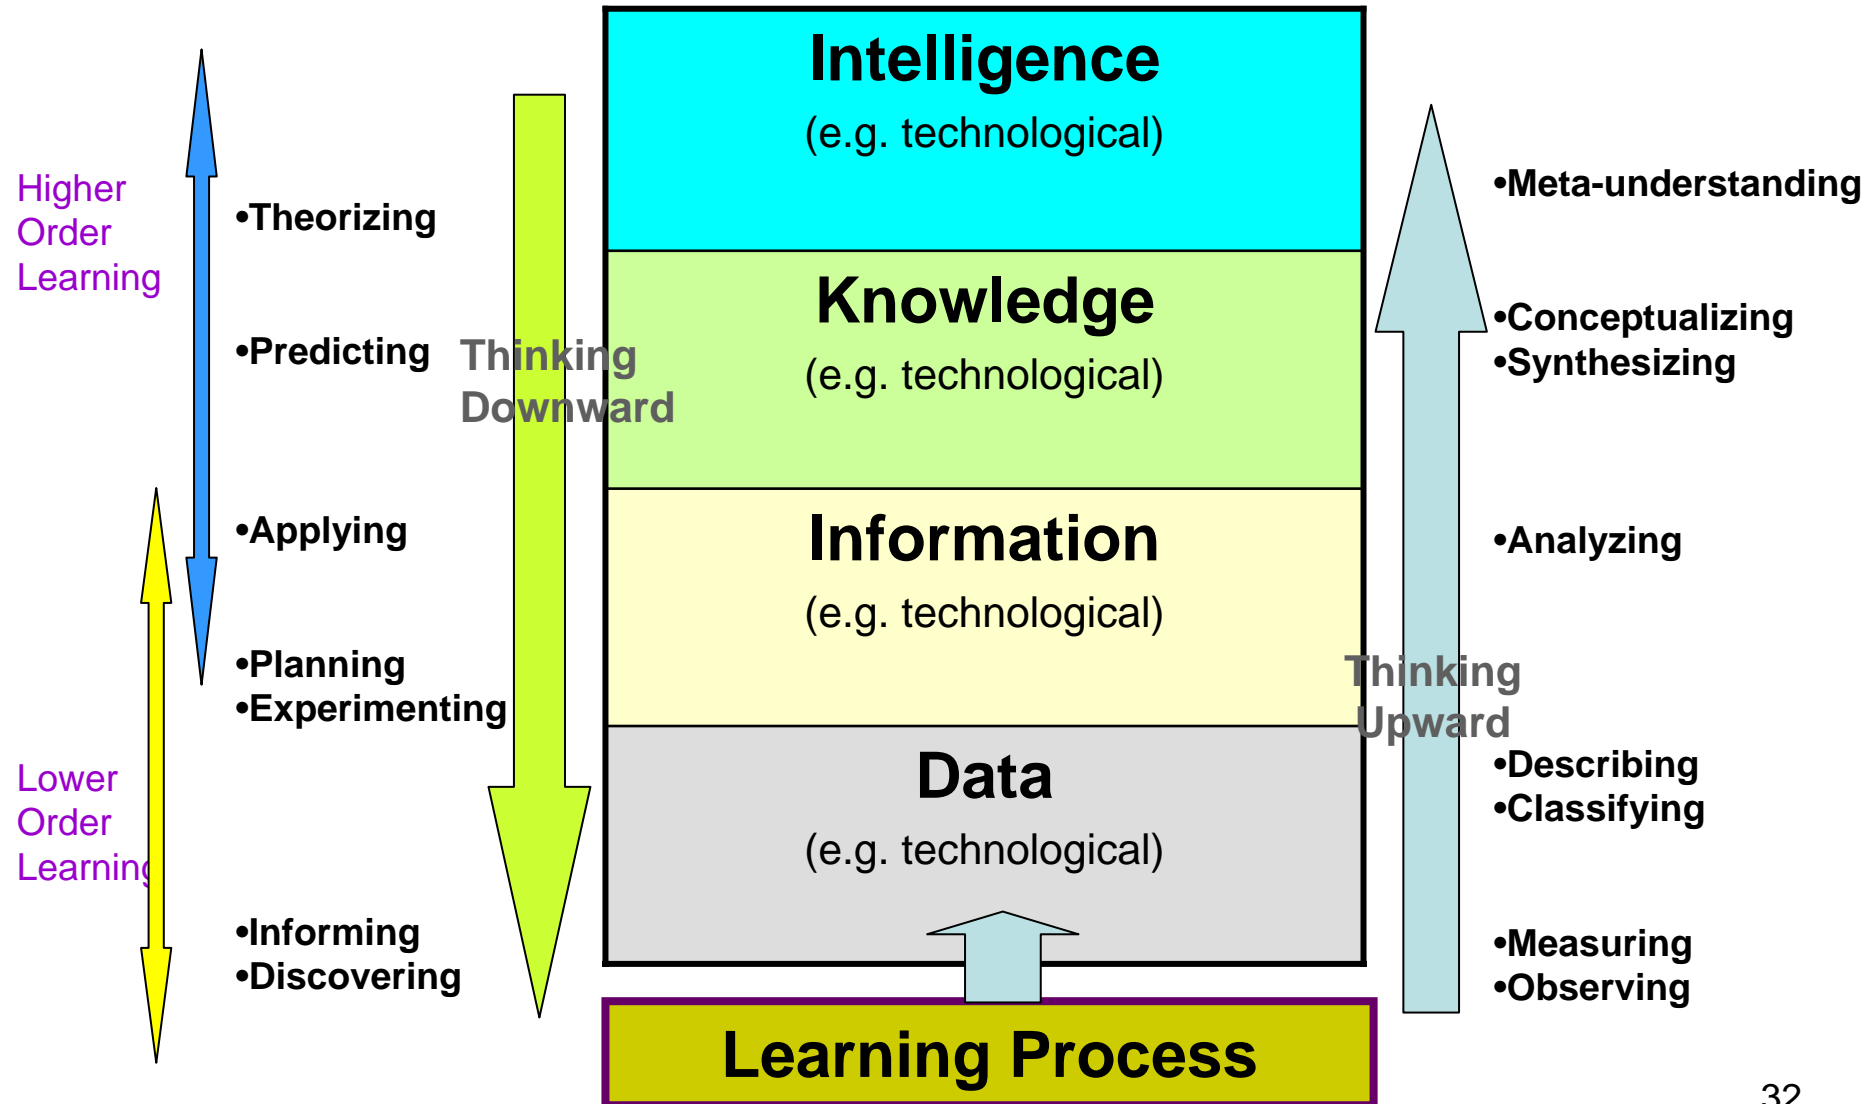 Intelligence
(e.g. technological)
Higher
Order
Learning
•Theorizing
•Meta-understanding
Knowledge
(e.g. technological)
•Predicting
Thinking
Downward
•Conceptualizing
•Synthesizing
•Applying
Information
(e.g. technological)
•Analyzing
•Planning
•Experimenting
Thinking
Upward
Lower
Order
Learning
Data
(e.g. technological)
•Describing
•Classifying
•Informing
•Discovering
•Measuring
•Observing
Learning Process
32